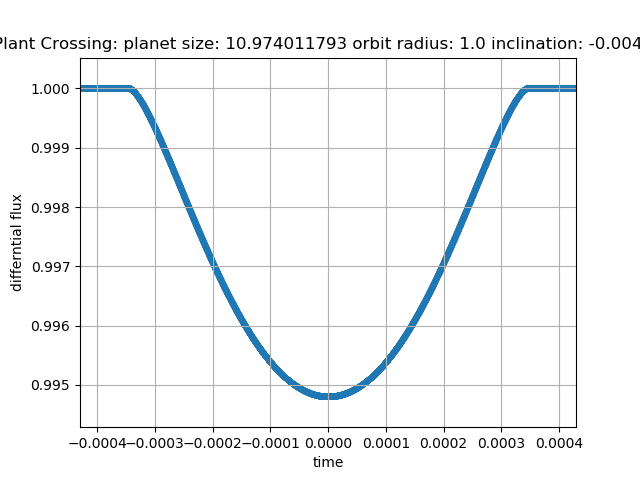 Plant Crossing: planet size: 10.974011793 orbit radius: 1.0 inclination: -0.004
1.000
0.999
0.998
0.997
0.996
0.995
differntial flux
−0.0004 −0.0003 −0.0002 −0.0001 0.0000 0.0001 0.0002 0.0003 0.0004
time